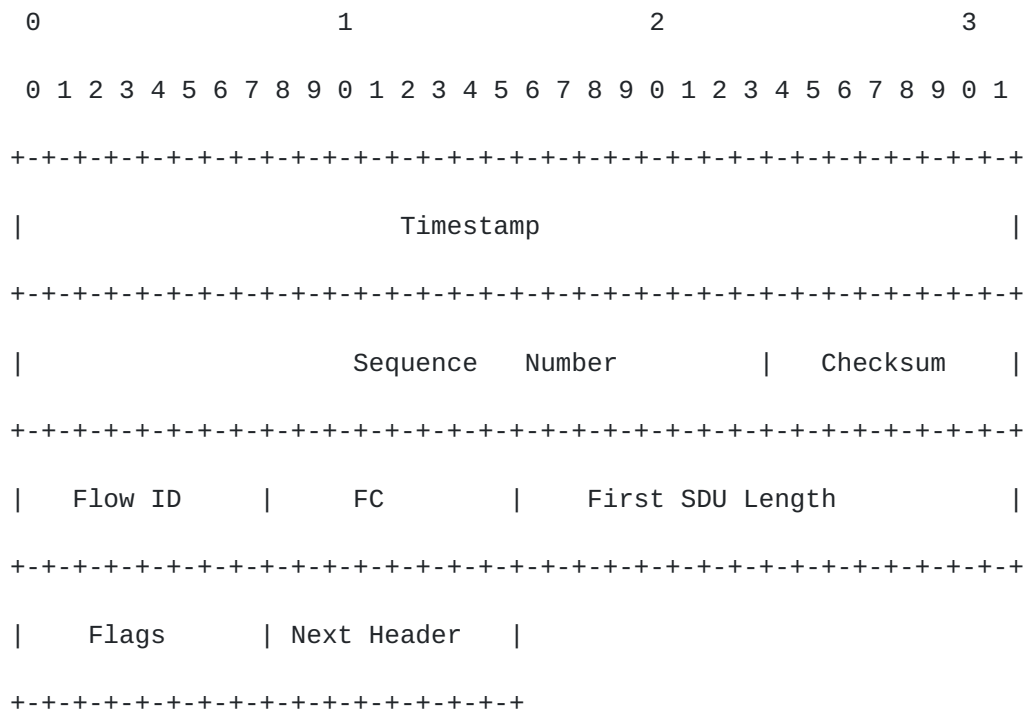 0                   1                   2                   3
 0 1 2 3 4 5 6 7 8 9 0 1 2 3 4 5 6 7 8 9 0 1 2 3 4 5 6 7 8 9 0 1
+-+-+-+-+-+-+-+-+-+-+-+-+-+-+-+-+-+-+-+-+-+-+-+-+-+-+-+-+-+-+-+-+
|                        Timestamp                              |
+-+-+-+-+-+-+-+-+-+-+-+-+-+-+-+-+-+-+-+-+-+-+-+-+-+-+-+-+-+-+-+-+
|                     Sequence   Number         |   Checksum    |
+-+-+-+-+-+-+-+-+-+-+-+-+-+-+-+-+-+-+-+-+-+-+-+-+-+-+-+-+-+-+-+-+
|   Flow ID     |     FC        |    First SDU Length           |
+-+-+-+-+-+-+-+-+-+-+-+-+-+-+-+-+-+-+-+-+-+-+-+-+-+-+-+-+-+-+-+-+
|    Flags      | Next Header   |
+-+-+-+-+-+-+-+-+-+-+-+-+-+-+-+-+